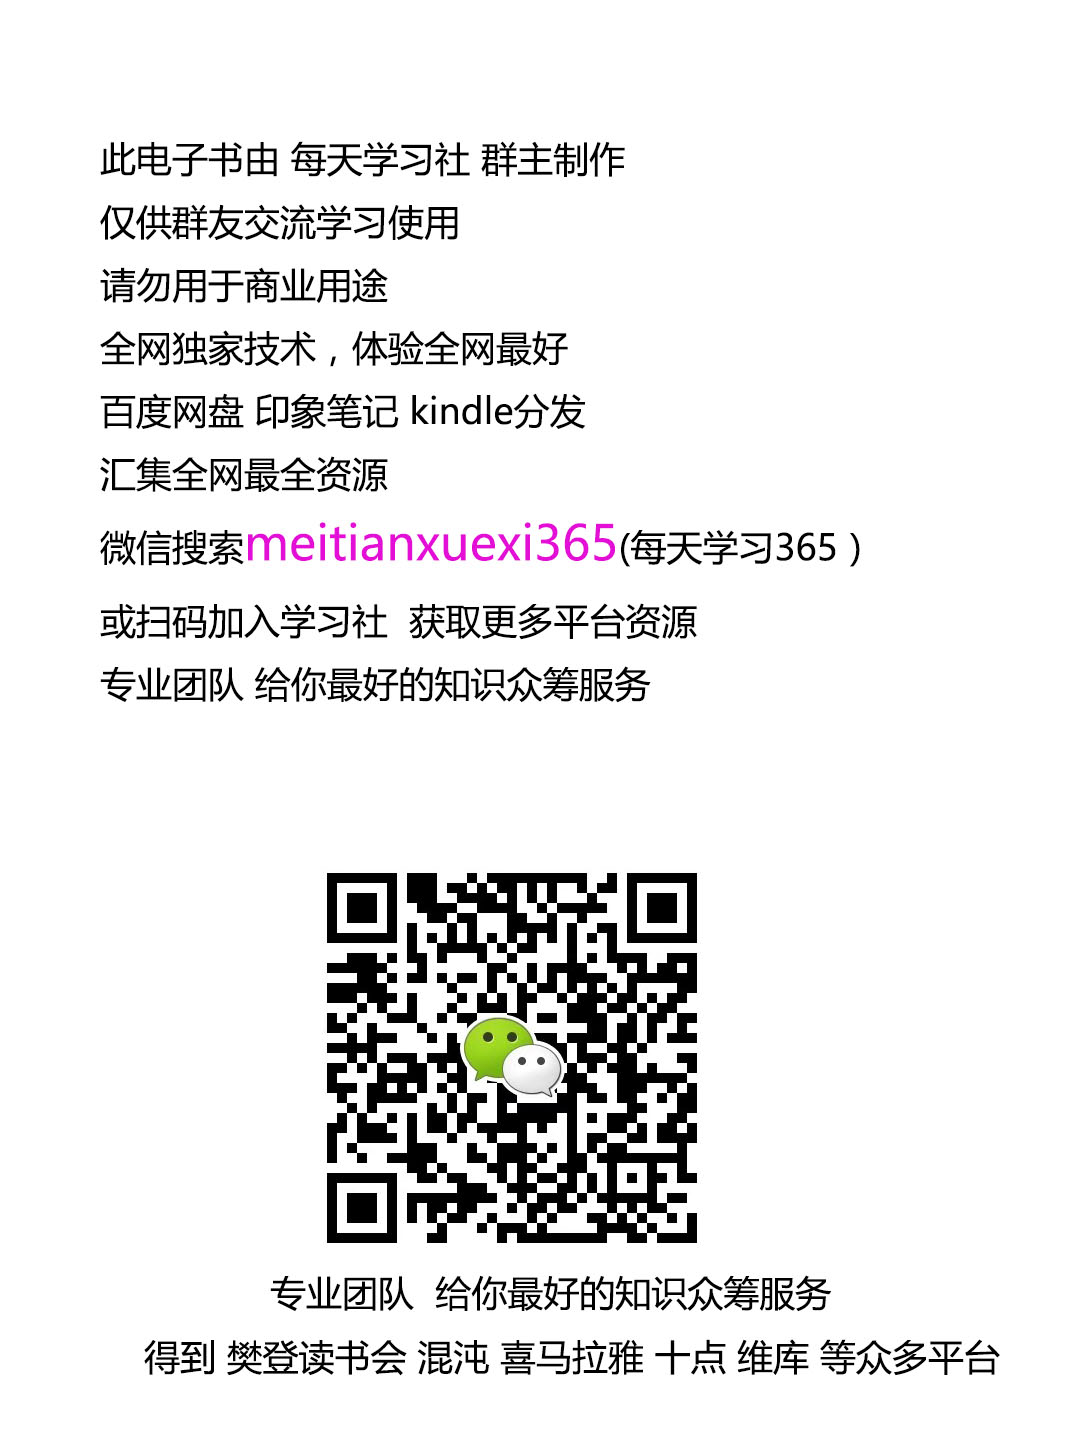 此电子书由 每天学习社 群主制作
仅供群友交流学习使用
请勿用于商业用途
全网独家技术，体验全网最好
百度网盘 印象笔记 kindle分发
汇集全网最全资源
微信搜索meitianxuexi365(每天学习365）
或扫码加入学习社 获取更多平台资源
专业团队 给你最好的知识众筹服务
专业团队 给你最好的知识众筹服务
得到 樊登读书会 混沌 喜马拉雅 十点 维库 等众多平台